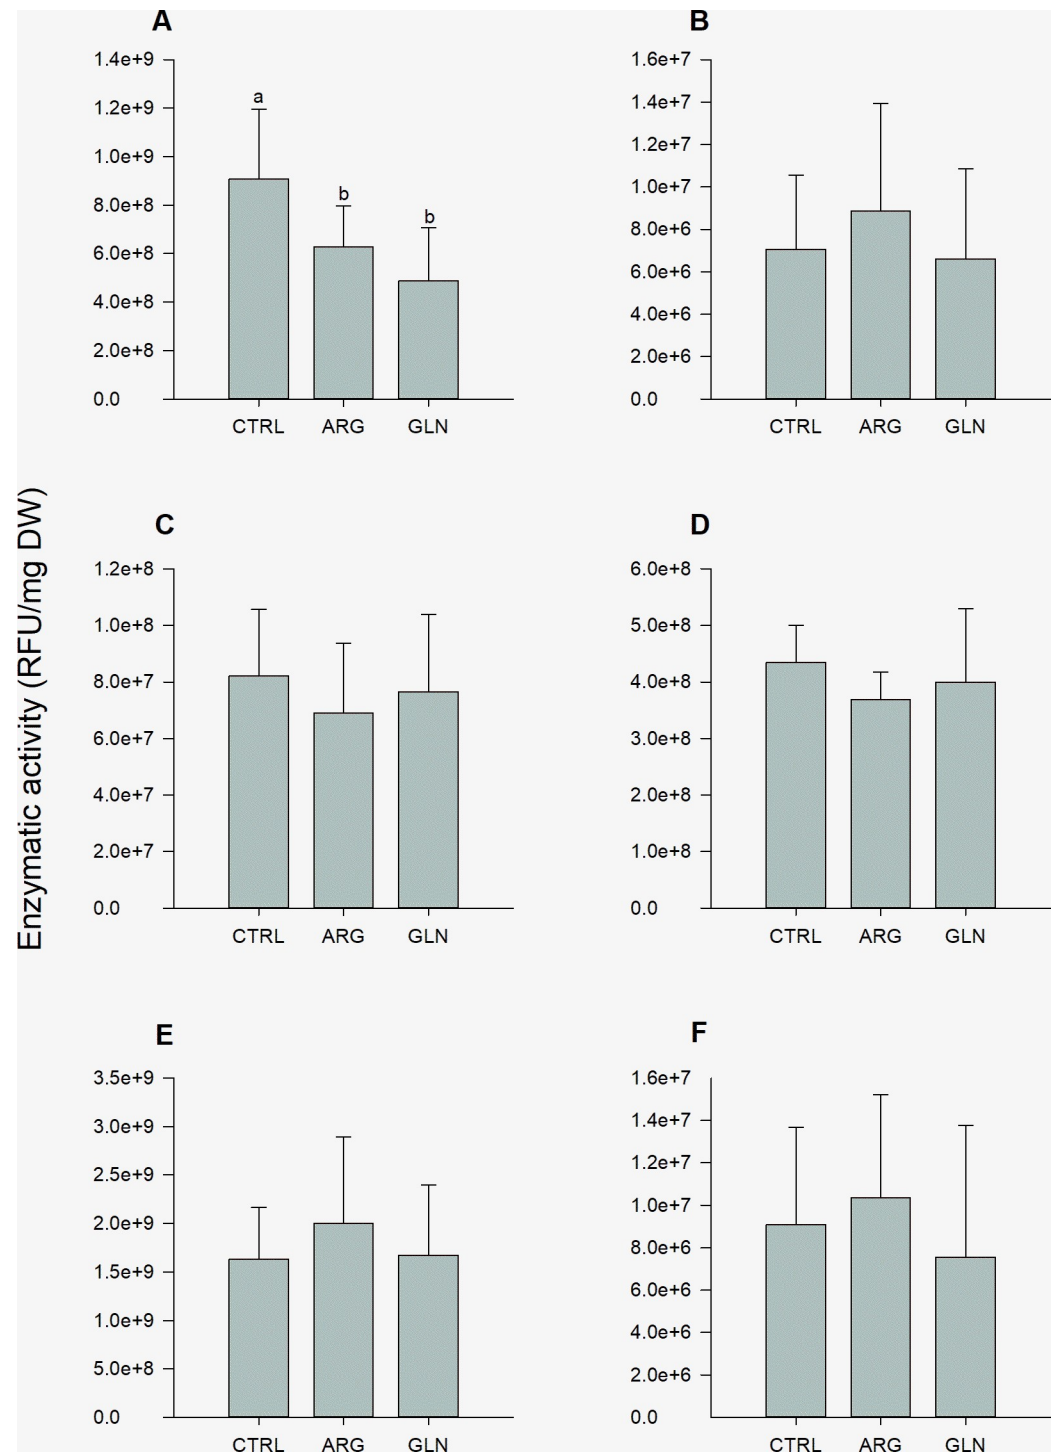 A
1.4e+9
1.2e+9
1.0e+9
8.0e+8
6.0e+8
4.0e+8
2.0e+8
0.0
a
b
b
CTRL ARG GLN
B
1.6e+7
1.4e+7
1.2e+7
1.0e+7
8.0e+6
6.0e+6
4.0e+6
2.0e+6
0.0
CTRL ARG GLN
Enzymatic activity (RFU/mg DW)
C
1.2e+8
1.0e+8
8.0e+7
6.0e+7
4.0e+7
2.0e+7
0.0
CTRL ARG GLN
D
6.0e+8
5.0e+8
4.0e+8
3.0e+8
2.0e+8
1.0e+8
0.0
CTRL ARG GLN
E
3.5e+9
3.0e+9
2.5e+9
2.0e+9
1.5e+9
1.0e+9
5.0e+8
0.0
CTRL ARG GLN
F
1.6e+7
1.4e+7
1.2e+7
1.0e+7
8.0e+6
6.0e+6
4.0e+6
2.0e+6
0.0
CTRL ARG GLN